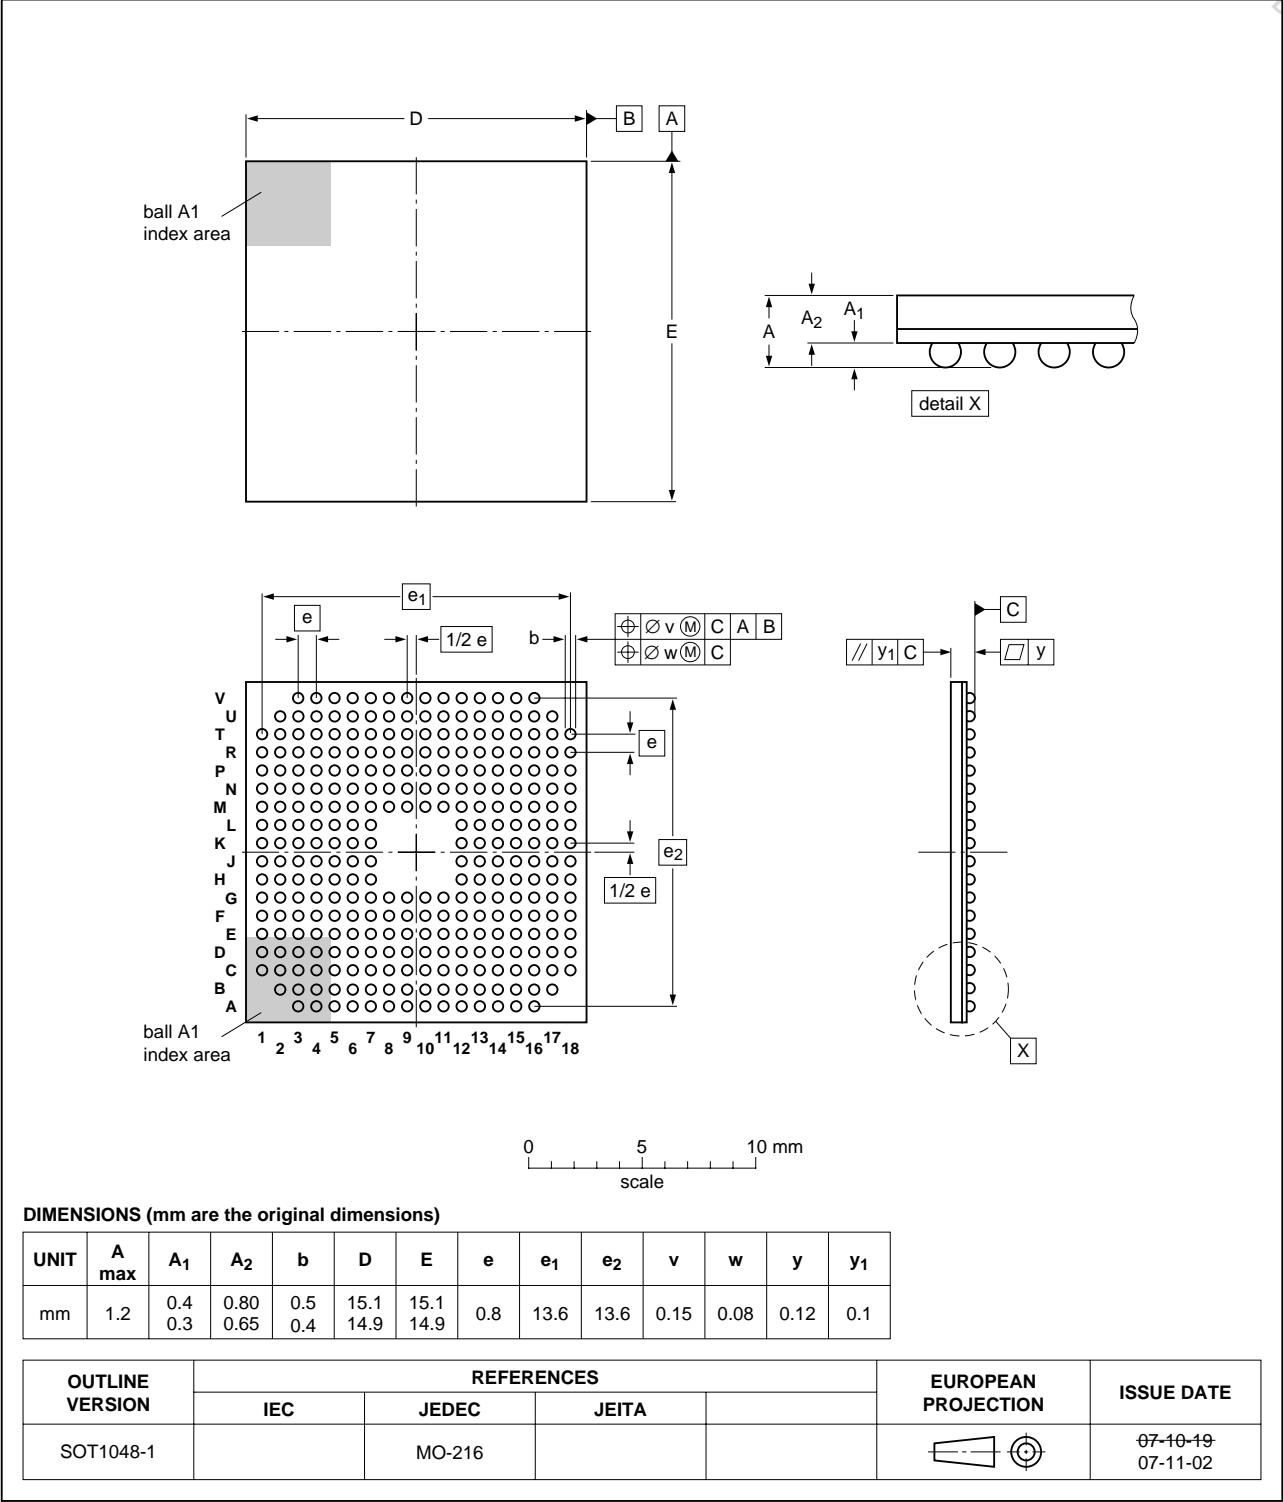 D
B
A
ball A1
index area
E
A
A2
A1
detail X
e1
e
1/2 e
b
⌖ ∅ v Ⓜ C A B
⌖ ∅ w Ⓜ C
C
// y1 C
▱ y
V
U
T
R
P
N
M
L
K
J
H
G
F
E
D
C
B
A
e
e2
1/2 e
ball A1
index area
1 2 3 4 5 6 7 8 9 10 11 12 13 14 15 16 17 18
X
0 5 10 mm
scale
DIMENSIONS (mm are the original dimensions)
UNIT A max A1 A2 b D E e e1 e2 v w y y1
mm 1.2 0.4 0.3 0.80 0.65 0.5 0.4 15.1 14.9 15.1 14.9 0.8 13.6 13.6 0.15 0.08 0.12 0.1
OUTLINE VERSION
REFERENCES
IEC JEDEC JEITA
EUROPEAN PROJECTION
ISSUE DATE
SOT1048-1
MO-216
07-10-19
07-11-02